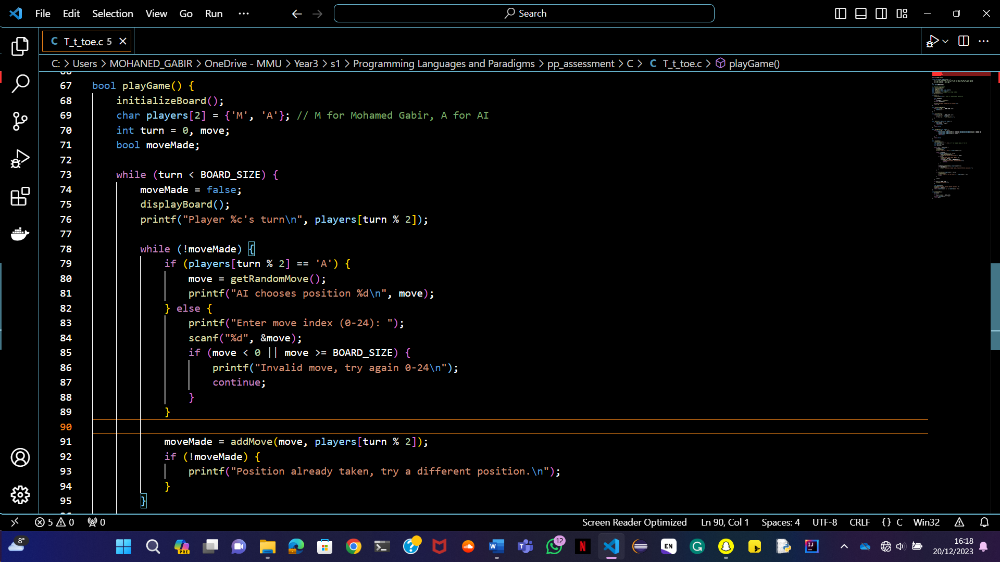 File Edit Selection View Go Run ··· Search
C T_t_toe.c 5
C: > Users > MOHANED_GABIR > OneDrive - MMU > Year3 > s1 > Programming Languages and Paradigms > pp_assessment > C > C T_t_toe.c > playGame()
67 bool playGame() {
68 initializeBoard();
69 char players[2] = {'M', 'A'}; // M for Mohamed Gabir, A for AI
70 int turn = 0, move;
71 bool moveMade;
72
73 while (turn < BOARD_SIZE) {
74 moveMade = false;
75 displayBoard();
76 printf("Player %c's turn\n", players[turn % 2]);
77
78 while (!moveMade) {
79 if (players[turn % 2] == 'A') {
80 move = getRandomMove();
81 printf("AI chooses position %d\n", move);
82 } else {
83 printf("Enter move index (0-24): ");
84 scanf("%d", &move);
85 if (move < 0 || move >= BOARD_SIZE) {
86 printf("Invalid move, try again 0-24\n");
87 continue;
88 }
89 }
90
91 moveMade = addMove(move, players[turn % 2]);
92 if (!moveMade) {
93 printf("Position already taken, try a different position.\n");
94 }
95 }
5 0 0 Screen Reader Optimized Ln 90, Col 1 Spaces: 4 UTF-8 CRLF {} C Win32
8° PRE 12 N EN G IJ 16:18
20/12/2023